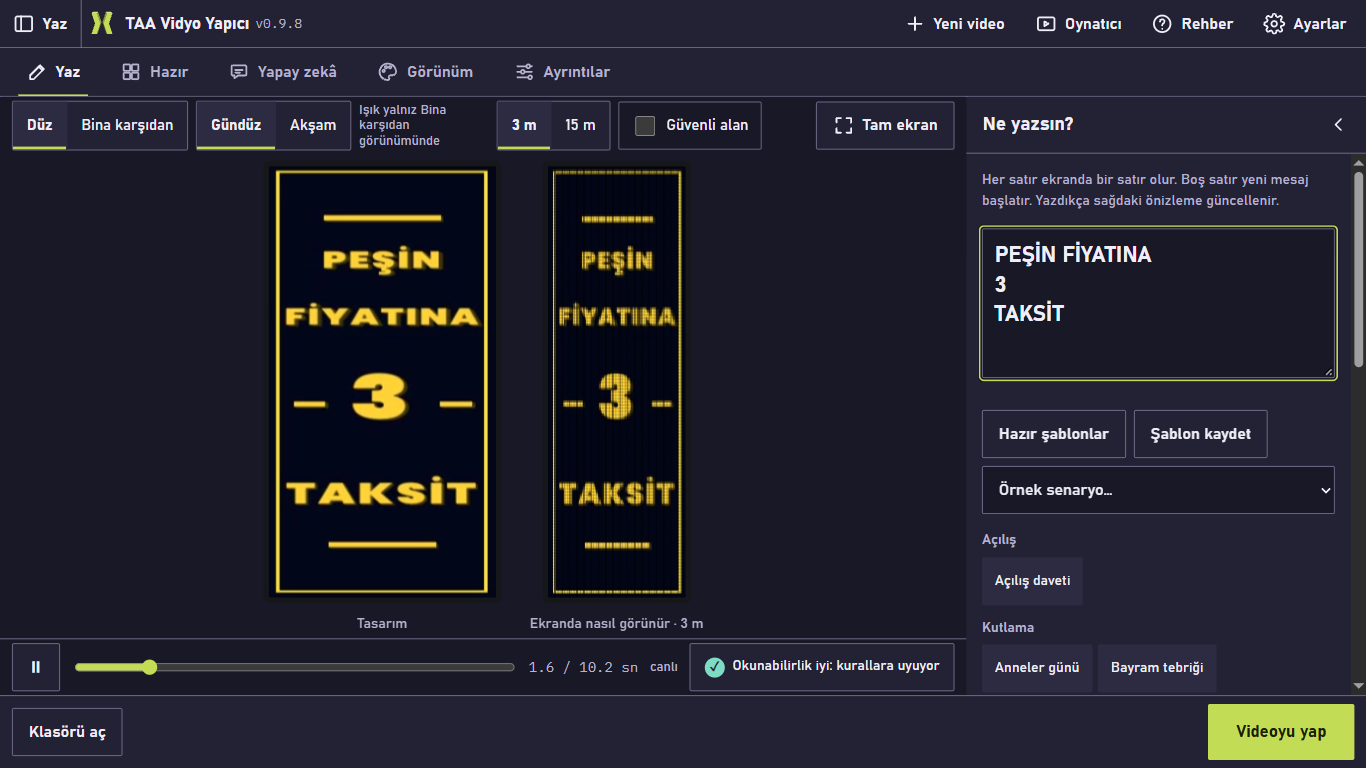 Yaz
TAA Vidyo Yapıcı v0.9.8
Yeni video
Oynatıcı
Rehber
Ayarlar
Yaz
Hazır
Yapay zekâ
Görünüm
Ayrıntılar
Düz
Bina karşıdan
Gündüz
Akşam
Işık yalnız Bina
karşıdan
görünümünde
3 m
15 m
Güvenli alan
Tam ekran
PEŞİN
FİYATINA
3
TAKSİT
Tasarım
PEŞİN
FİYATINA
3
TAKSİT
Ekranda nasıl görünür · 3 m
1.6 / 10.2 sn canlı
Okunabilirlik iyi: kurallara uyuyor
Ne yazsın?
Her satır ekranda bir satır olur. Boş satır yeni mesaj
başlatır. Yazdıkça sağdaki önizleme güncellenir.
PEŞİN FİYATINA
3
TAKSİT
Hazır şablonlar
Şablon kaydet
Örnek senaryo...
Açılış
Açılış daveti
Kutlama
Anneler günü
Bayram tebriği
Klasörü aç
Videoyu yap